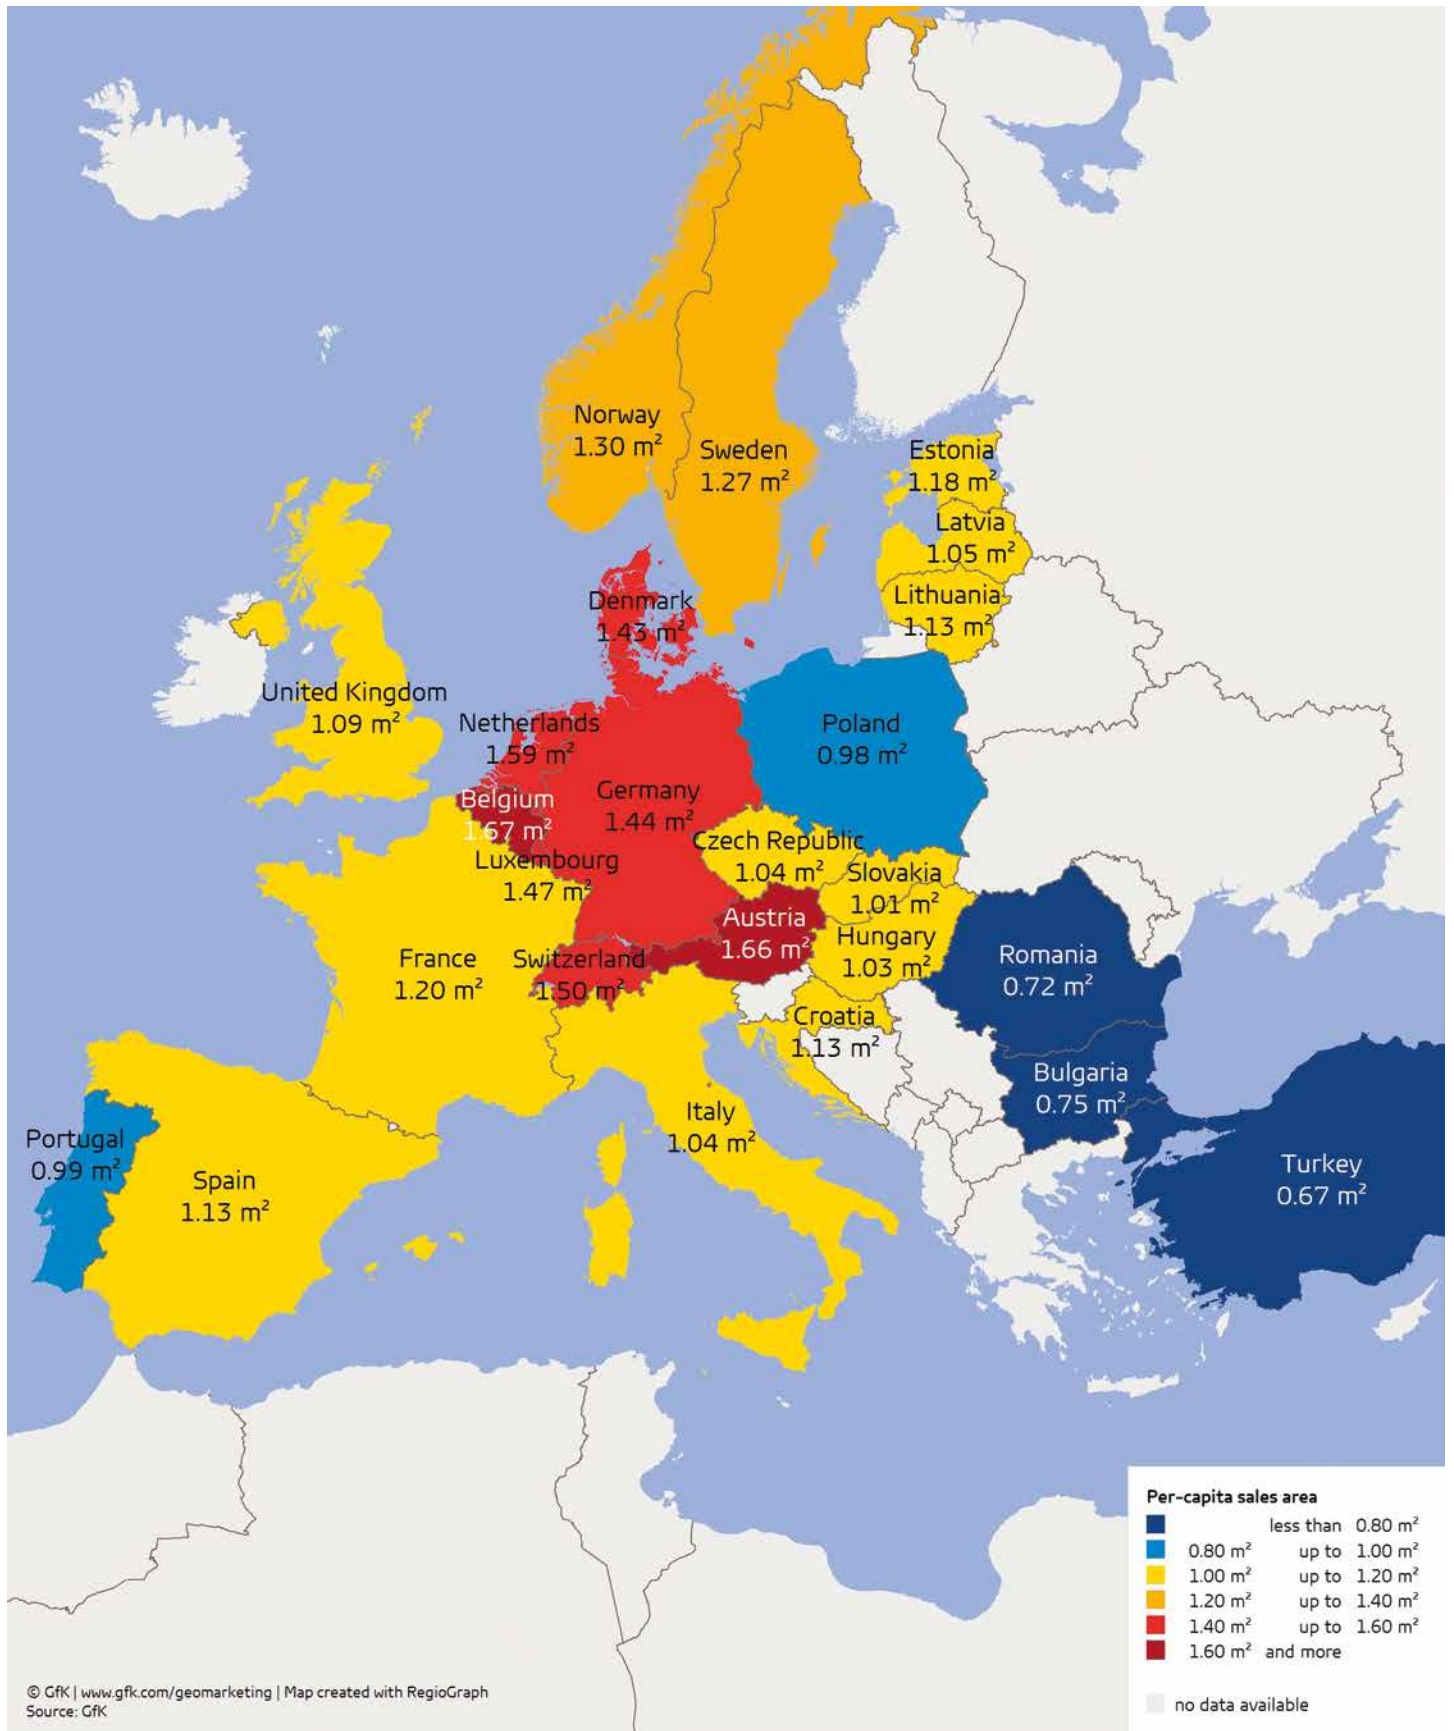 Norway
1.30 m²
Sweden
1.27 m²
Estonia
1.18 m²
Latvia
1.05 m²
Lithuania
1.13 m²
Denmark
1.43 m²
United Kingdom
1.09 m²
Netherlands
1.59 m²
Poland
0.98 m²
Belgium
1.67 m²
Germany
1.44 m²
Luxembourg
1.47 m²
Czech Republic
1.04 m²
Slovakia
1.01 m²
Austria
1.66 m²
Hungary
1.03 m²
France
1.20 m²
Switzerland
1.50 m²
Romania
0.72 m²
Croatia
1.13 m²
Bulgaria
0.75 m²
Italy
1.04 m²
Portugal
0.99 m²
Spain
1.13 m²
Turkey
0.67 m²
Per-capita sales area
less than 0.80 m²
0.80 m² up to 1.00 m²
1.00 m² up to 1.20 m²
1.20 m² up to 1.40 m²
1.40 m² up to 1.60 m²
1.60 m² and more
no data available
© GfK | www.gfk.com/geomarketing | Map created with RegioGraph
Source: GfK